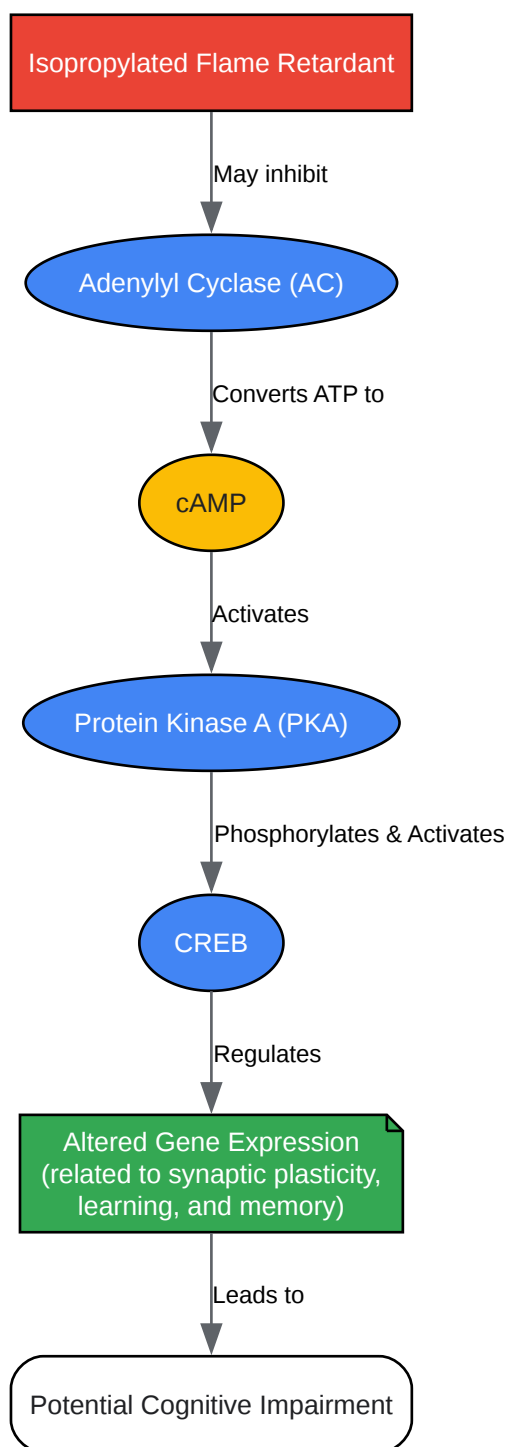 Isopropylated Flame Retardant
May inhibit
Adenylyl Cyclase (AC)
Converts ATP to
cAMP
Activates
Protein Kinase A (PKA)
Phosphorylates & Activates
CREB
Regulates
Altered Gene Expression
(related to synaptic plasticity,
learning, and memory)
Leads to
Potential Cognitive Impairment